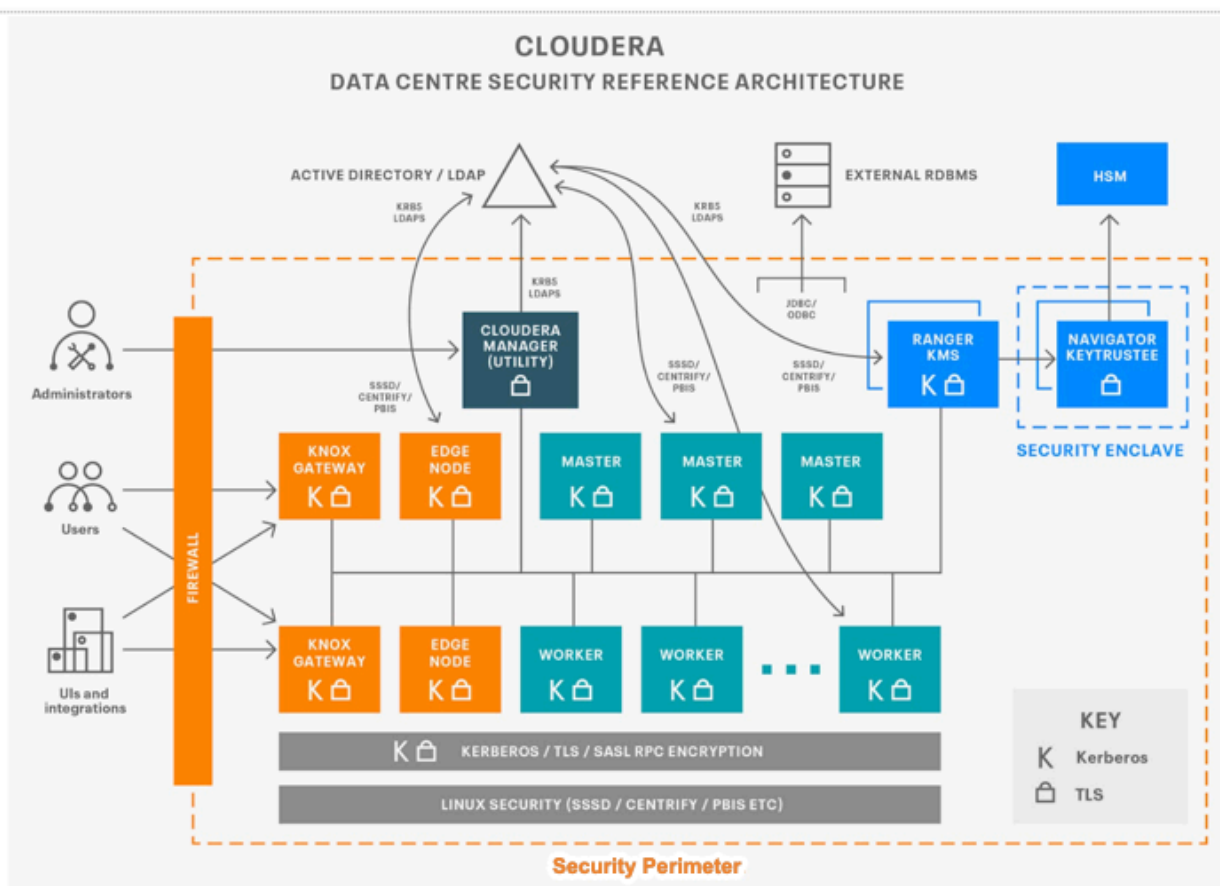 CLOUDERA
DATA CENTRE SECURITY REFERENCE ARCHITECTURE
ACTIVE DIRECTORY / LDAP
EXTERNAL RDBMS
HSM
KRB5
LDAPS
KRB5
LDAPS
KRB5
LDAPS
JDBC/
ODBC
Administrators
CLOUDERA
MANAGER
(UTILITY)
RANGER
KMS
K
NAVIGATOR
KEYTRUSTEE
SSSD/
CENTRIFY/
PBIS
SSSD/
CENTRIFY/
PBIS
SSSD/
CENTRIFY/
PBIS
SECURITY ENCLAVE
Users
FIREWALL
KNOX
GATEWAY
K
EDGE
NODE
K
MASTER
K
MASTER
K
MASTER
K
UIs and
integrations
KNOX
GATEWAY
K
EDGE
NODE
K
WORKER
K
WORKER
K
WORKER
K
K KERBEROS / TLS / SASL RPC ENCRYPTION
LINUX SECURITY (SSSD / CENTRIFY / PBIS ETC)
KEY
K Kerberos
TLS
Security Perimeter